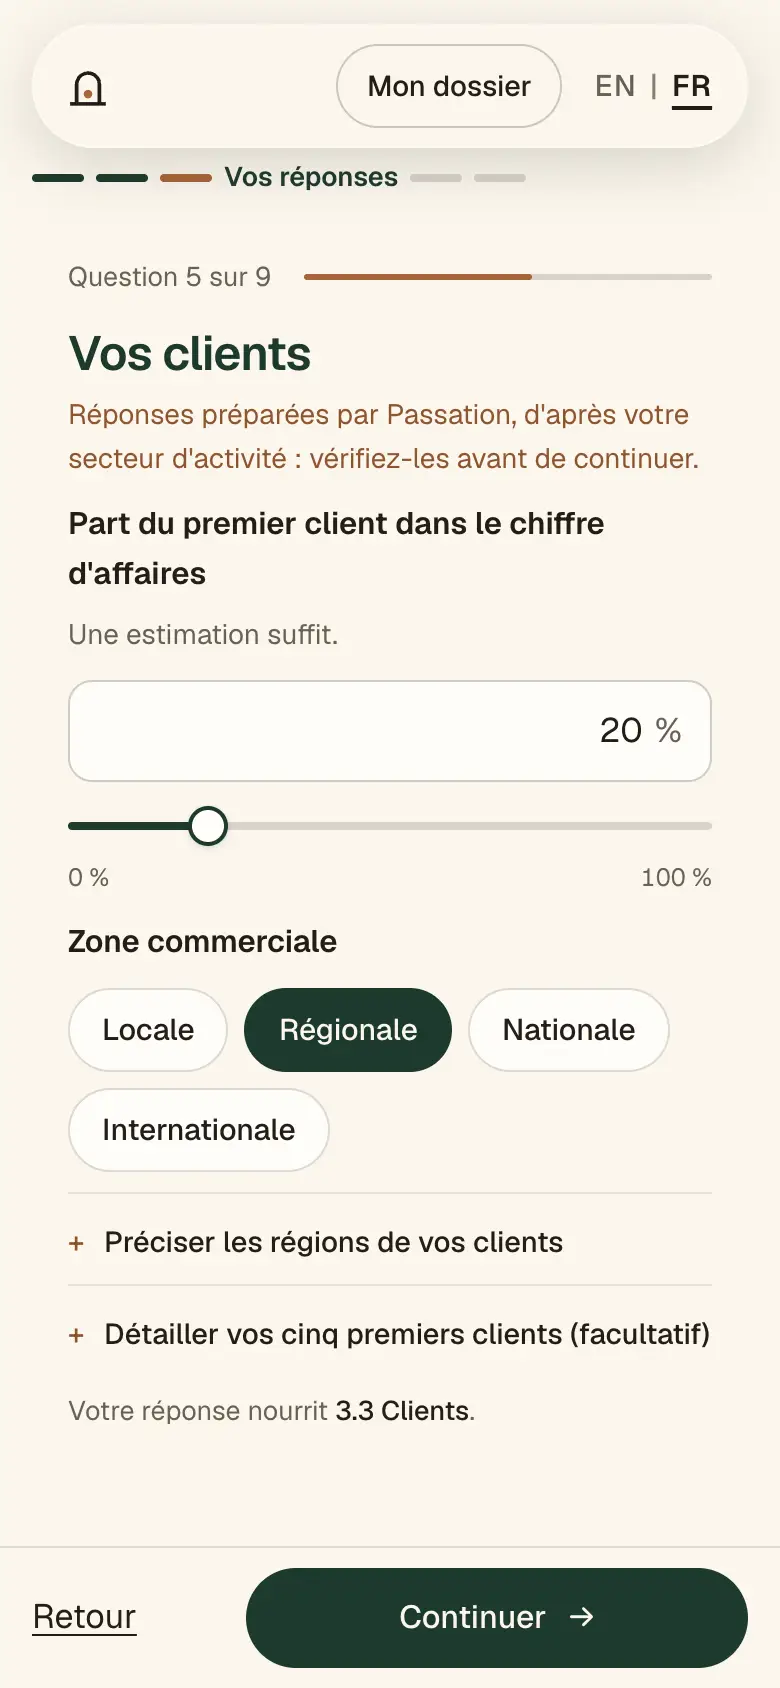 Mon dossier
EN | FR
Vos réponses
Question 5 sur 9
Vos clients
Réponses préparées par Passation, d'après votre
secteur d'activité : vérifiez-les avant de continuer.
Part du premier client dans le chiffre
d'affaires
Une estimation suffit.
20 %
0 % 100 %
Zone commerciale
Locale Régionale Nationale
Internationale
+ Préciser les régions de vos clients
+ Détailler vos cinq premiers clients (facultatif)
Votre réponse nourrit 3.3 Clients.
Retour Continuer →